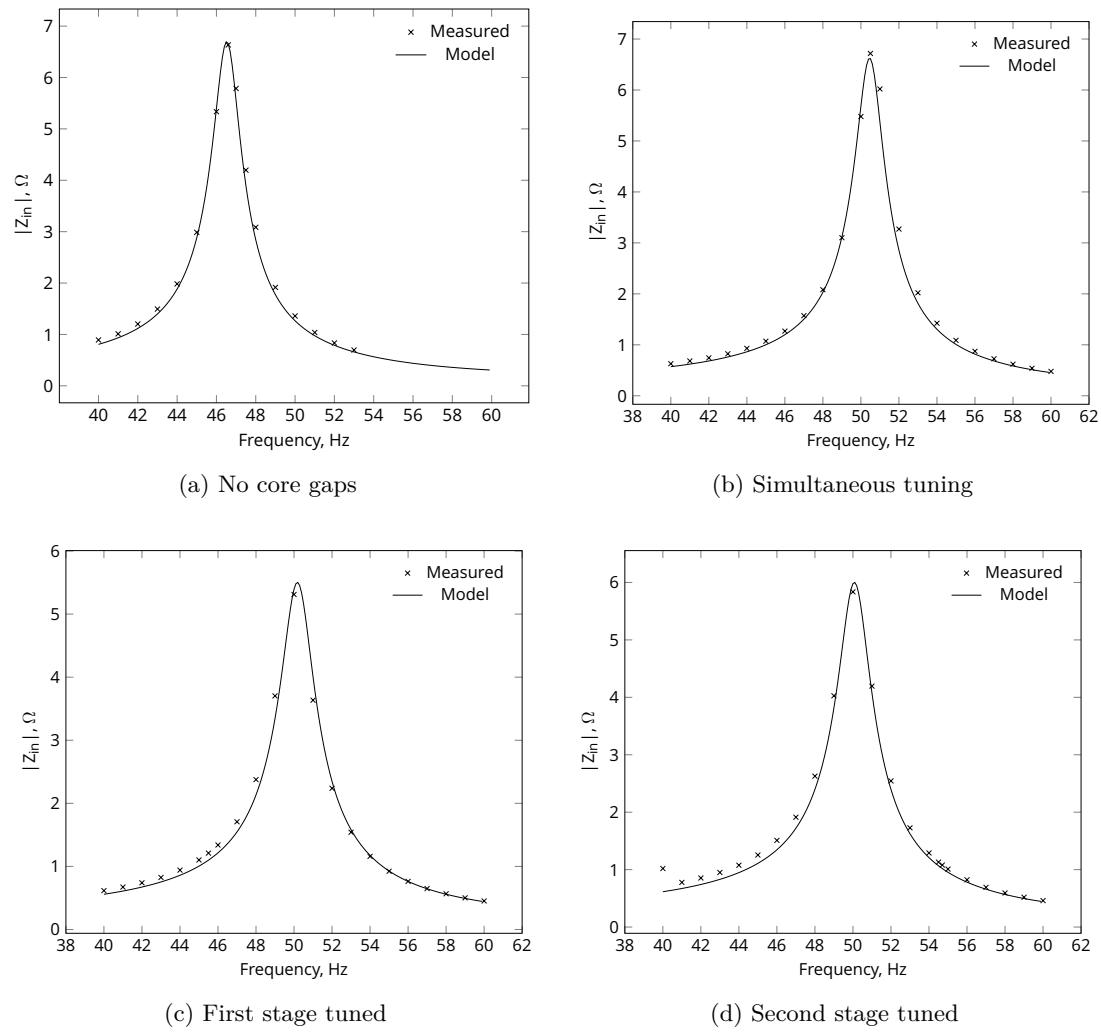 7
6
5
4
3
2
1
0
|Z_in|, Ω
Measured
Model
40 42 44 46 48 50 52 54 56 58 60
Frequency, Hz
(a) No core gaps
7
6
5
4
3
2
1
0
|Z_in|, Ω
Measured
Model
38 40 42 44 46 48 50 52 54 56 58 60 62
Frequency, Hz
(b) Simultaneous tuning
6
5
4
3
2
1
0
|Z_in|, Ω
Measured
Model
38 40 42 44 46 48 50 52 54 56 58 60 62
Frequency, Hz
(c) First stage tuned
6
5
4
3
2
1
0
|Z_in|, Ω
Measured
Model
38 40 42 44 46 48 50 52 54 56 58 60 62
Frequency, Hz
(d) Second stage tuned